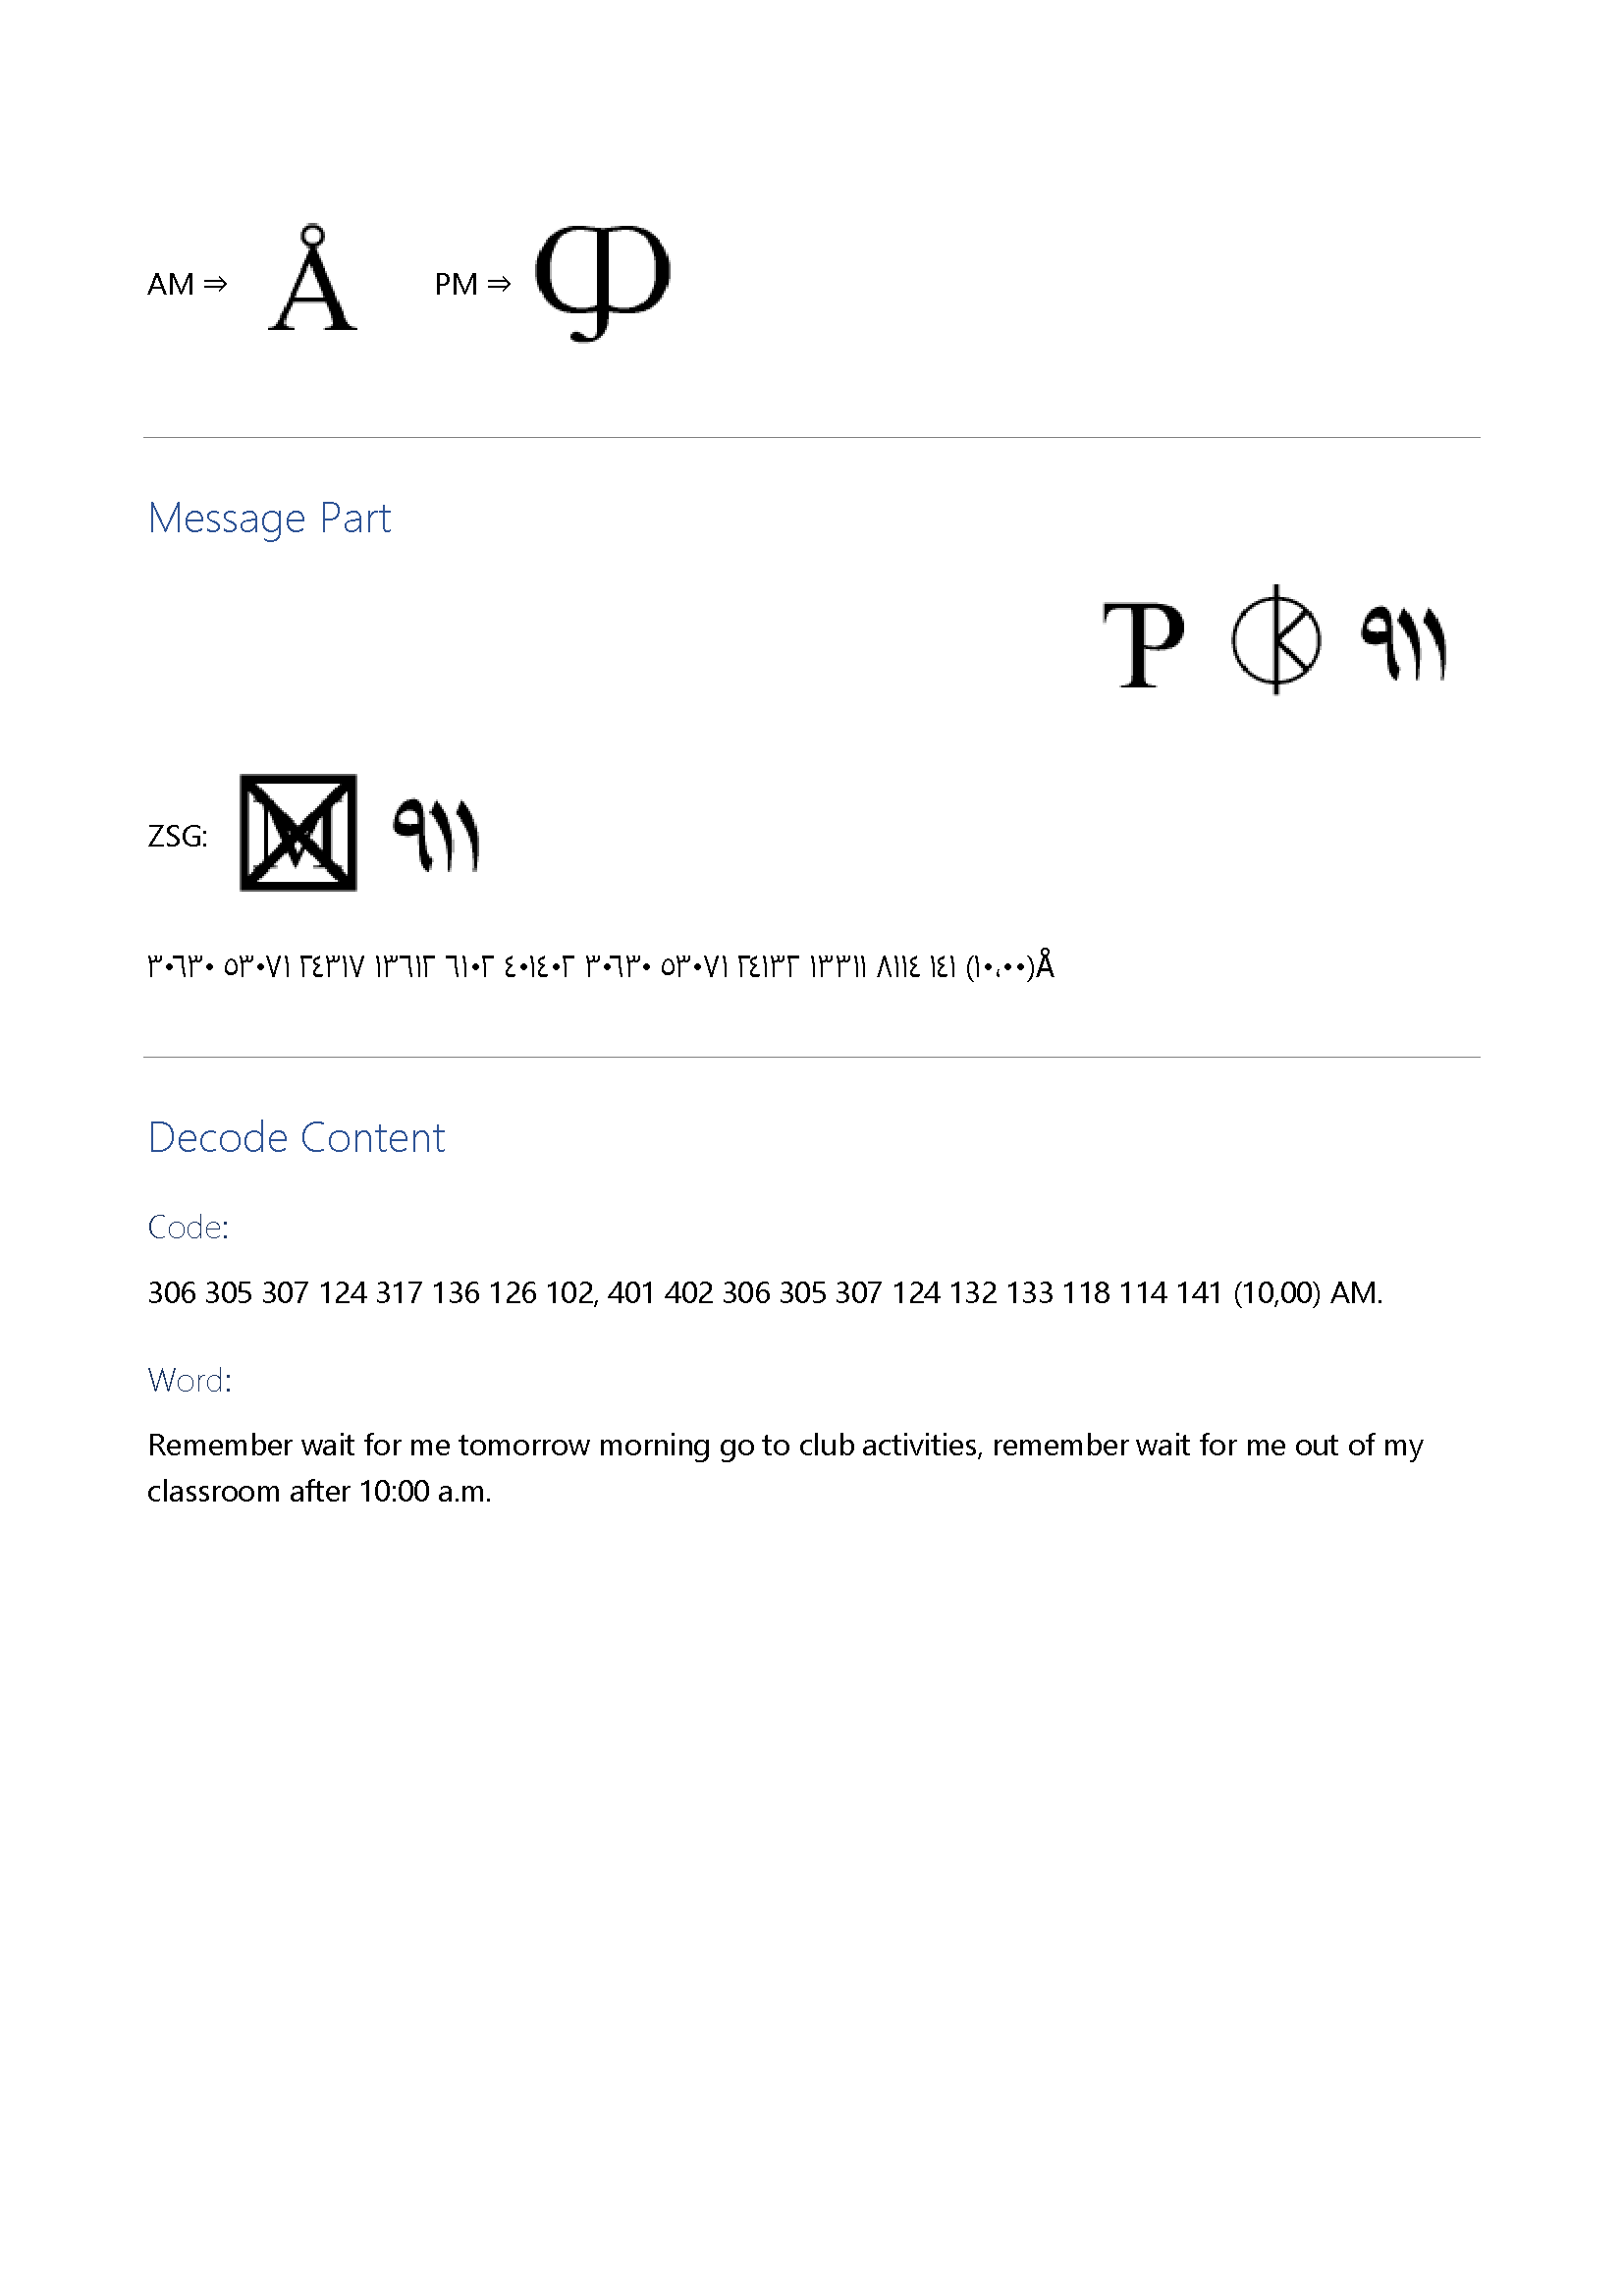 AM ⇒ Å PM ⇒ ȹ
Message Part
Ƥ ٩١١
ZSG: ٩١١
٣٠٦٣٠ ٥٣٠٧١ ٢٤٣١٧ ١٣٦١٢ ٦١٠٢ ٤٠١٤٠٢ ٣٠٦٣٠ ٥٣٠٧١ ٢٤١٣٢ ١٣٣١١ ٨١١٤ ١٤١ (١٠،٠٠)Å
Decode Content
Code:
306 305 307 124 317 136 126 102, 401 402 306 305 307 124 132 133 118 114 141 (10,00) AM.
Word:
Remember wait for me tomorrow morning go to club activities, remember wait for me out of my
classroom after 10:00 a.m.